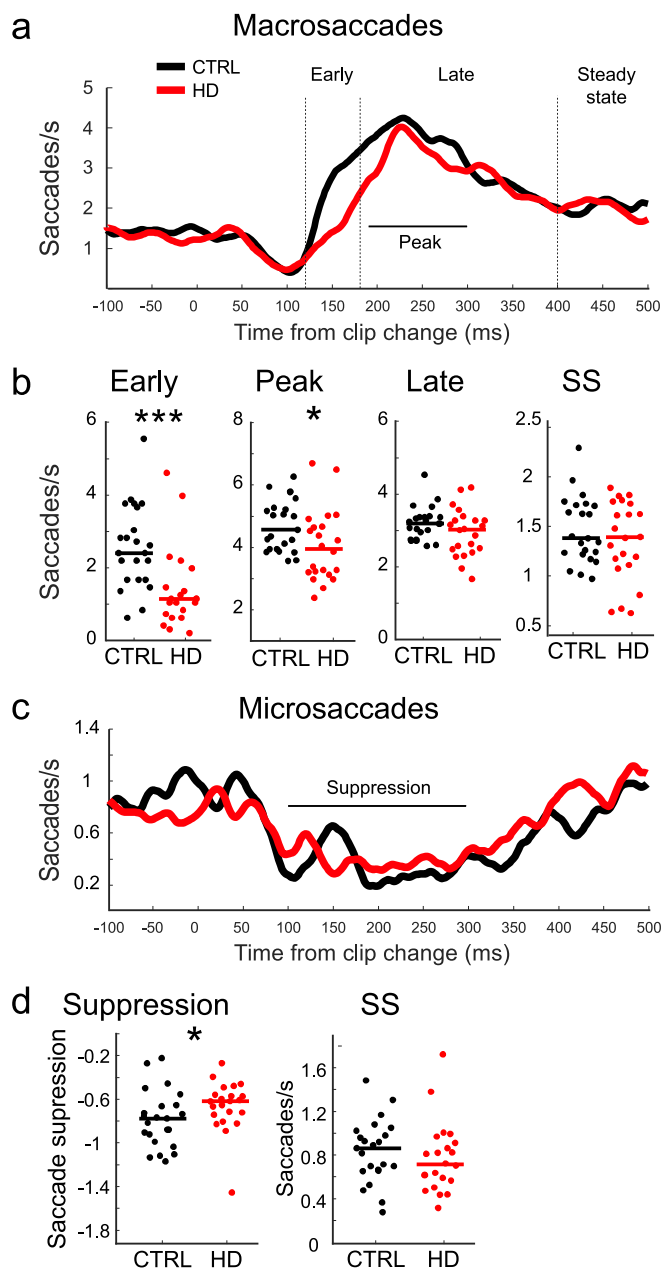 a Macrosaccades
CTRL
HD
Early
Late
Steady state
5
4
3
2
1
Saccades/s
Peak
-100 -50 0 50 100 150 200 250 300 350 400 450 500
Time from clip change (ms)
b Early Peak Late SS
*** *
6
4
2
0
Saccades/s
CTRL HD
8
6
4
2
CTRL HD
6
4
2
0
CTRL HD
2.5
2
1.5
1
0.5
CTRL HD
c Microsaccades
1.4
1
0.6
0.2
Saccades/s
Suppression
-100 -50 0 50 100 150 200 250 300 350 400 450 500
Time from clip change (ms)
d Suppression SS
*
-0.2
-0.6
-1
-1.4
-1.8
Saccade supression
CTRL HD
1.6
1.2
0.8
0.4
0
Saccades/s
CTRL HD